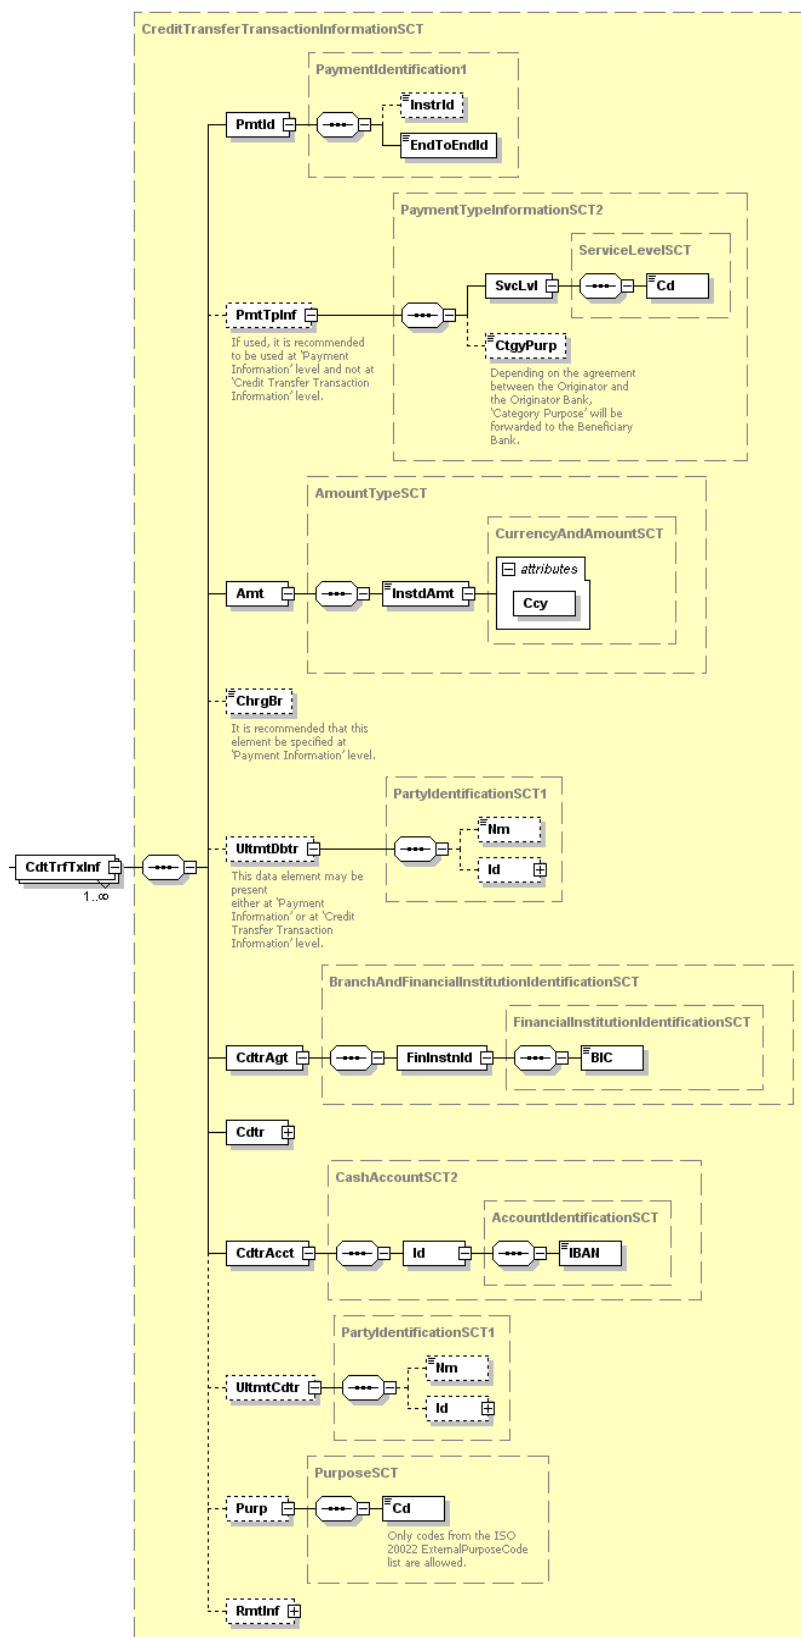 CreditTransferTransactionInformationSCT
PaymentIdentification1
InstrId
PmtId
EndToEndId
PaymentTypeInformationSCT2
ServiceLevelSCT
SvcLvl
Cd
PmtTpInf
If used, it is recommended
to be used at 'Payment
Information' level and not at
'Credit Transfer Transaction
Information' level.
CtgyPurp
Depending on the agreement
between the Originator and
the Originator Bank,
'Category Purpose' will be
forwarded to the Beneficiary
Bank.
AmountTypeSCT
CurrencyAndAmountSCT
attributes
Amt
InstdAmt
Ccy
ChrgBr
It is recommended that this
element be specified at
'Payment Information' level.
PartyIdentificationSCT1
Nm
UltmtDbtr
Id
This data element may be
present
either at 'Payment
Information' or at 'Credit
Transfer Transaction
Information' level.
CdtTrfTxInf
1..∞
BranchAndFinancialInstitutionIdentificationSCT
FinancialInstitutionIdentificationSCT
CdtrAgt
FinInstnId
BIC
Cdtr
CashAccountSCT2
AccountIdentificationSCT
CdtrAcct
Id
IBAN
PartyIdentificationSCT1
Nm
UltmtCdtr
Id
PurposeSCT
Purp
Cd
Only codes from the ISO
20022 ExternalPurposeCode
list are allowed.
RmtInf